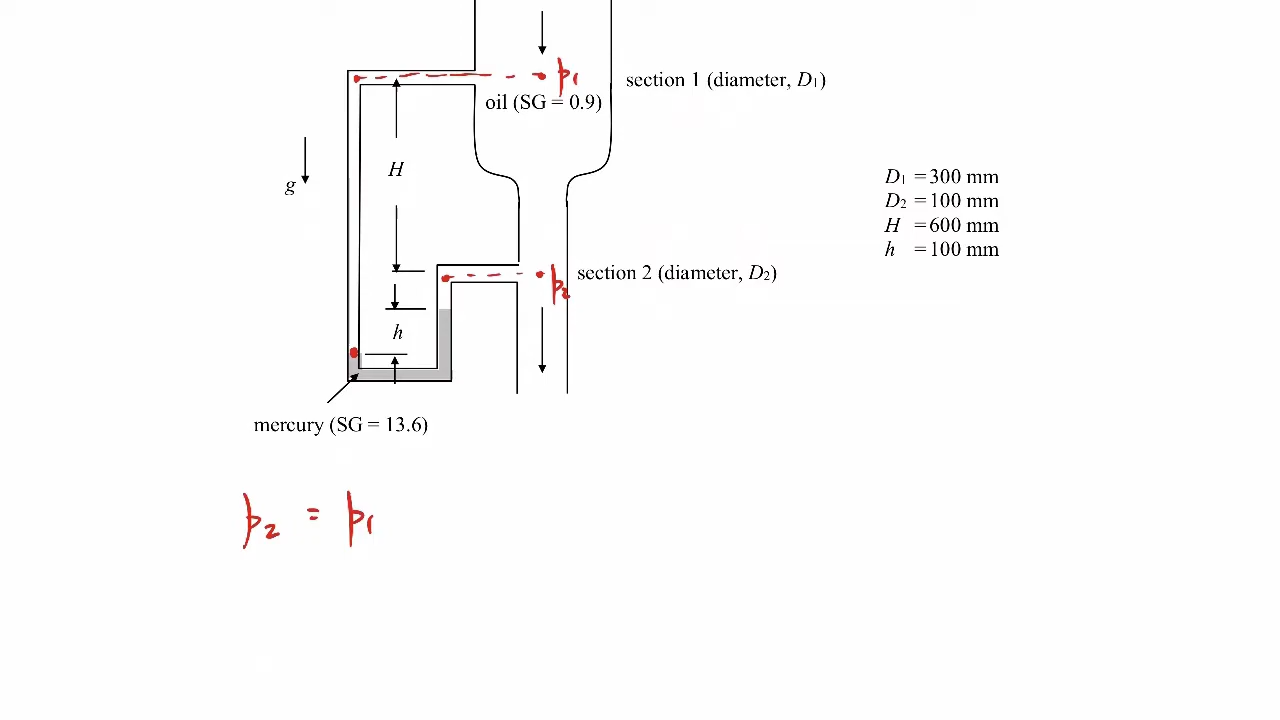 p₁
section 1 (diameter, D₁)
oil (SG = 0.9)
H
g
D₁ = 300 mm
D₂ = 100 mm
H = 600 mm
h = 100 mm
section 2 (diameter, D₂)
p₂
h
mercury (SG = 13.6)
p₂ = p₁